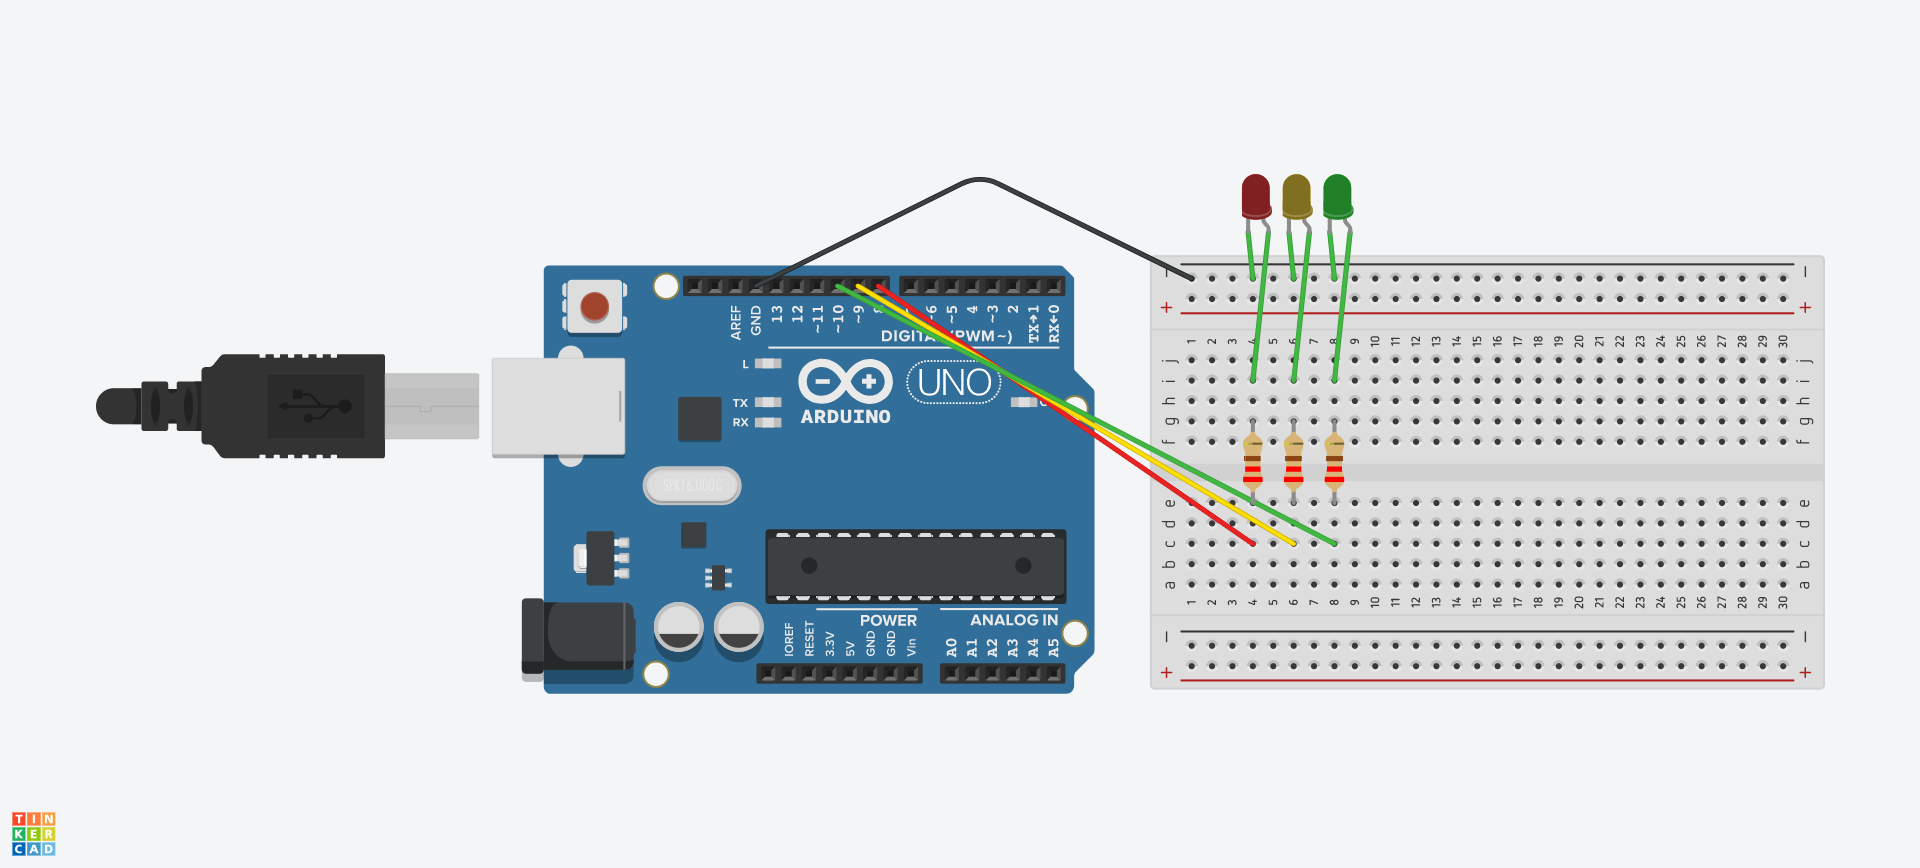 AREF GND 13 12 ~11 ~10 ~9 8 ~6 ~5 4 ~3 2 TX→1 RX←0
DIGITAL (PWM~)
L
TX
RX
ARDUINO
UNO
SPK16.000G
POWER
ANALOG IN
IOREF RESET 3.3V 5V GND GND Vin
A0 A1 A2 A3 A4 A5
− −
+ +
1 2 3 4 5 6 7 8 9 10 11 12 13 14 15 16 17 18 19 20 21 22 23 24 25 26 27 28 29 30
j j
i i
h h
g g
f f
e e
d d
c c
b b
a a
1 2 3 4 5 6 7 8 9 10 11 12 13 14 15 16 17 18 19 20 21 22 23 24 25 26 27 28 29 30
− −
+ +
TIN
KER
CAD